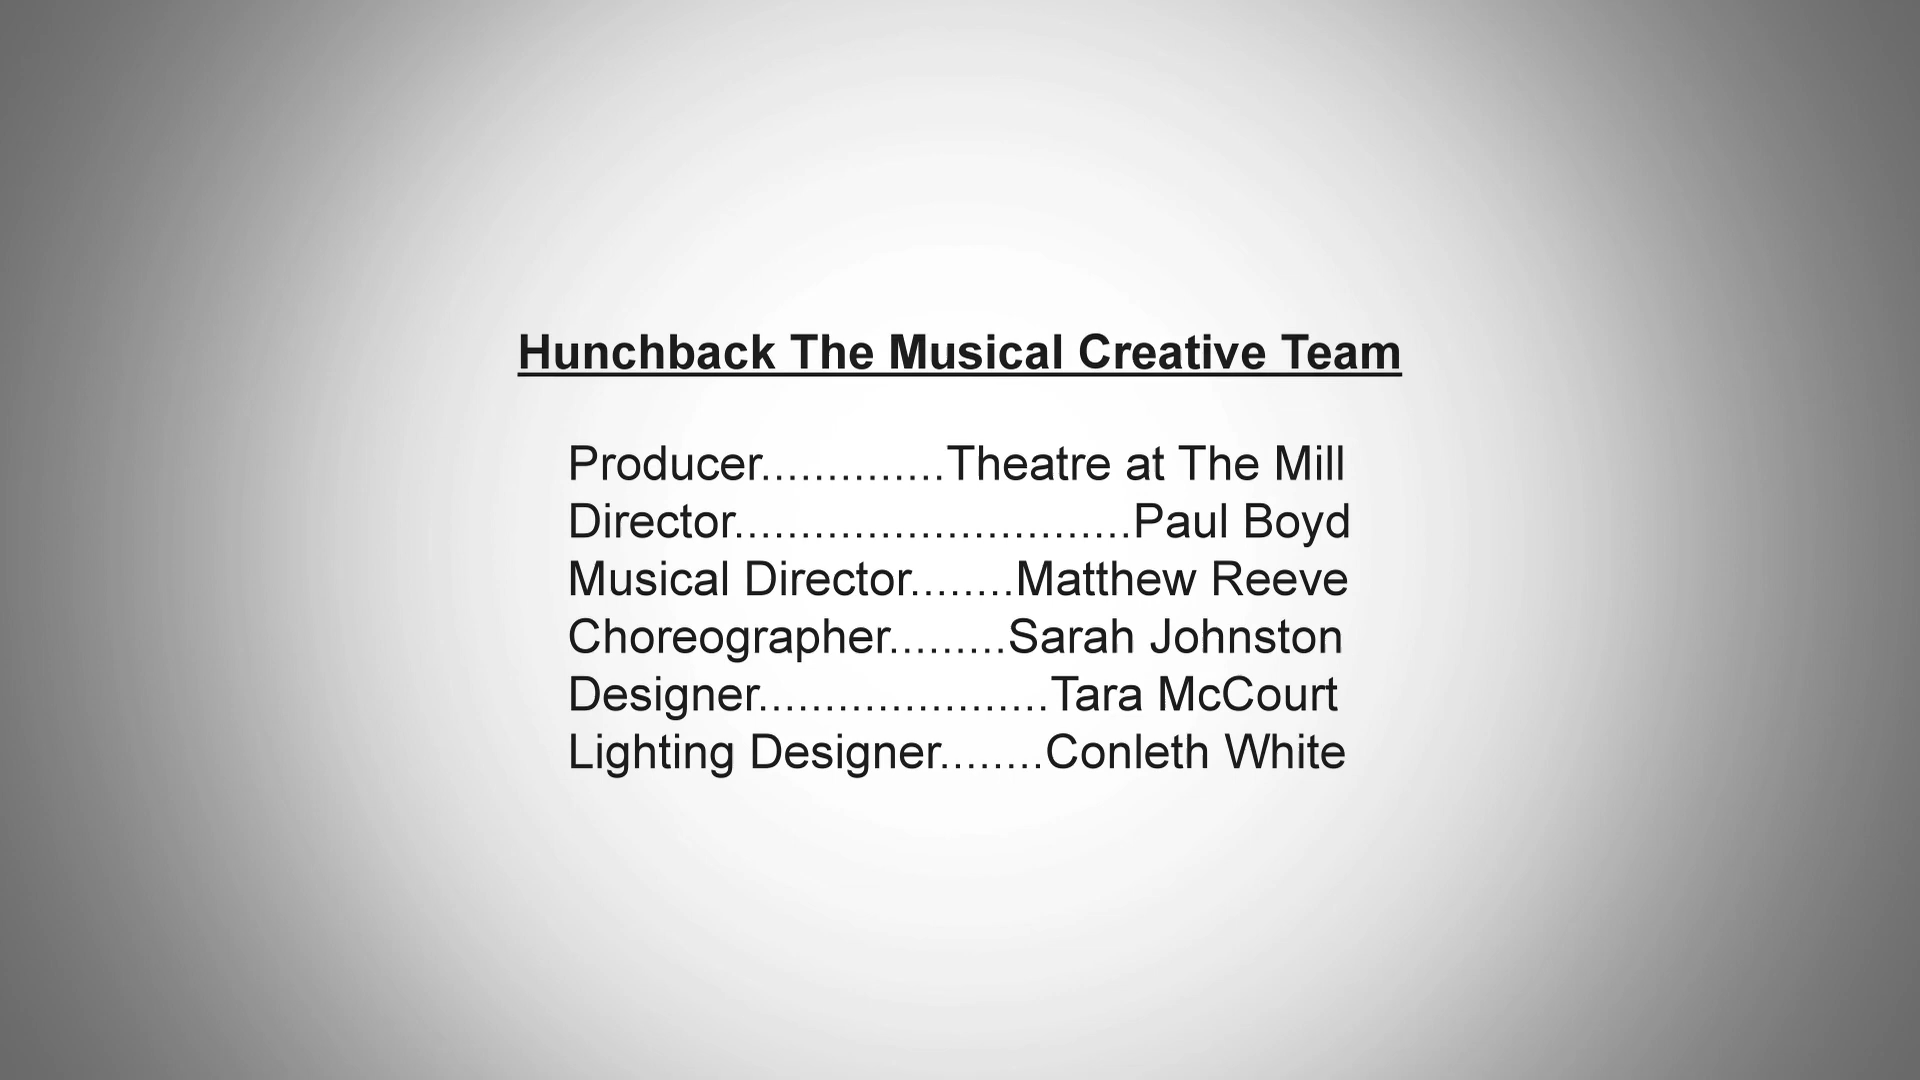 Hunchback The Musical Creative Team
Producer..............Theatre at The Mill
Director..............................Paul Boyd
Musical Director........Matthew Reeve
Choreographer.........Sarah Johnston
Designer......................Tara McCourt
Lighting Designer........Conleth White